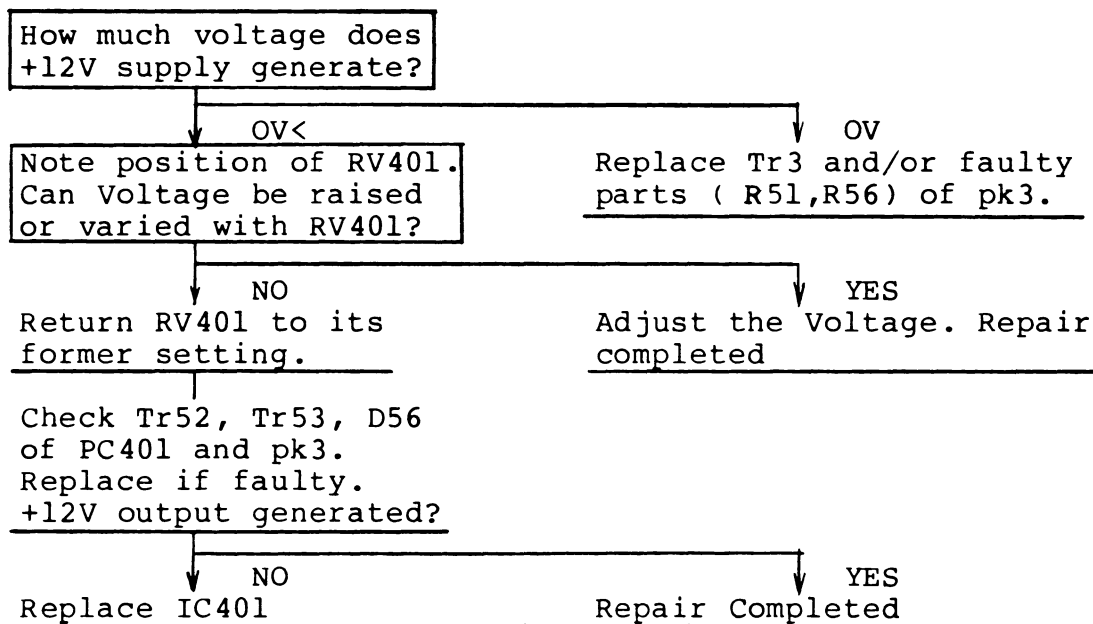 How much voltage does
+12V supply generate?
OV<
OV
Note position of RV401.
Can Voltage be raised
or varied with RV401?
Replace Tr3 and/or faulty
parts ( R51,R56) of pk3.
NO
YES
Return RV401 to its
former setting.
Adjust the Voltage. Repair
completed
Check Tr52, Tr53, D56
of PC401 and pk3.
Replace if faulty.
+12V output generated?
NO
YES
Replace IC401
Repair Completed